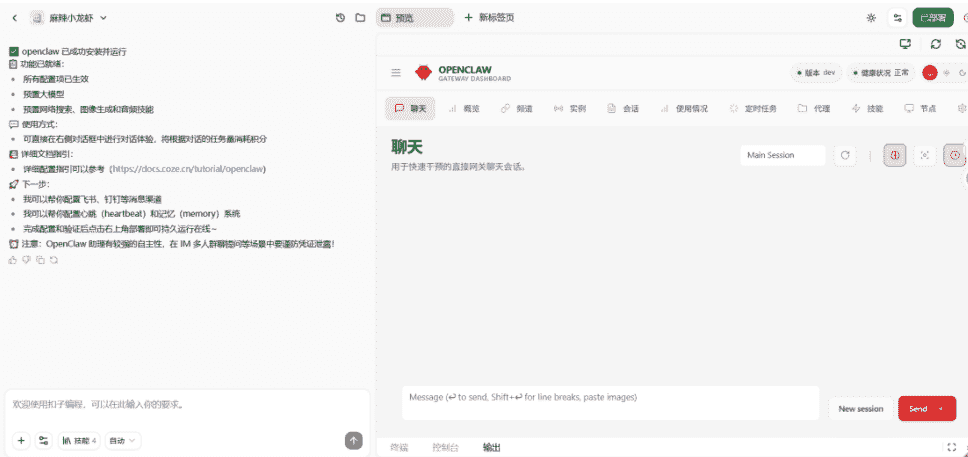 麻辣小龙虾
预览
新标签页
已部署
openclaw 已成功安装并运行
功能已就绪：
• 所有配置项已生效
• 预置大模型
• 预置网络搜索、图像生成和音频技能
使用方式：
• 可直接在右侧对话框中进行对话体验，将根据对话的任务量消耗积分
详细文档指引：
• 详细配置指引可以参考（https://docs.coze.cn/tutorial/openclaw)
下一步：
• 我可以帮你配置飞书、钉钉等消息渠道
• 我可以帮你配置心跳（heartbeat）和记忆（memory）系统
• 完成配置和验证后点击右上角部署即可持久运行在线~
注意：OpenClaw 助理有较强的自主性，在 IM 多人群聊提问等场景中要谨防凭证泄露！
欢迎使用扣子编程，可以在此输入你的要求。
技能 4
自动
OPENCLAW
GATEWAY DASHBOARD
版本 dev
健康状况 正常
聊天
概览
频道
实例
会话
使用情况
定时任务
代理
技能
节点
聊天
用于快速干预的直接网关聊天会话。
Main Session
Message (↵ to send, Shift+↵ for line breaks, paste images)
New session
Send
终端
控制台
输出